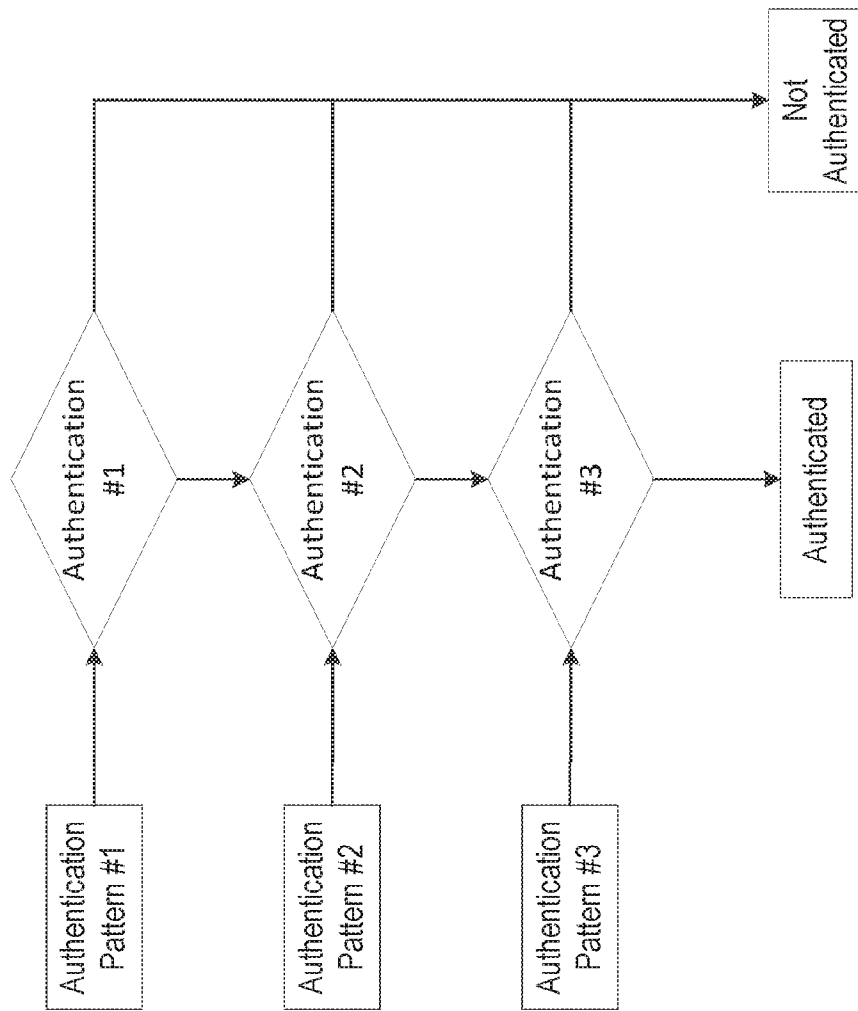 Authentication
Pattern #1
Authentication
#1
Authentication
Pattern #2
Authentication
#2
Authentication
Pattern #3
Authentication
#3
Authenticated
Not
Authenticated